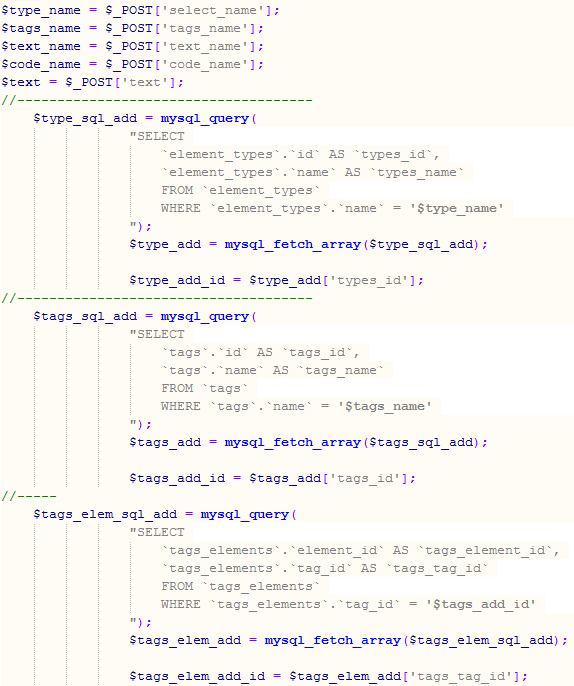 $type_name = $_POST['select_name'];
$tags_name = $_POST['tags_name'];
$text_name = $_POST['text_name'];
$code_name = $_POST['code_name'];
$text = $_POST['text'];
//-------------------------------------
$type_sql_add = mysql_query(
"SELECT
`element_types`.`id` AS `types_id`,
`element_types`.`name` AS `types_name`
FROM `element_types`
WHERE `element_types`.`name` = '$type_name'
");
$type_add = mysql_fetch_array($type_sql_add);
$type_add_id = $type_add['types_id'];
//-------------------------------------
$tags_sql_add = mysql_query(
"SELECT
`tags`.`id` AS `tags_id`,
`tags`.`name` AS `tags_name`
FROM `tags`
WHERE `tags`.`name` = '$tags_name'
");
$tags_add = mysql_fetch_array($tags_sql_add);
$tags_add_id = $tags_add['tags_id'];
//-----
$tags_elem_sql_add = mysql_query(
"SELECT
`tags_elements`.`element_id` AS `tags_element_id`,
`tags_elements`.`tag_id` AS `tags_tag_id`
FROM `tags_elements`
WHERE `tags_elements`.`tag_id` = '$tags_add_id'
");
$tags_elem_add = mysql_fetch_array($tags_elem_sql_add);
$tags_elem_add_id = $tags_elem_add['tags_tag_id'];